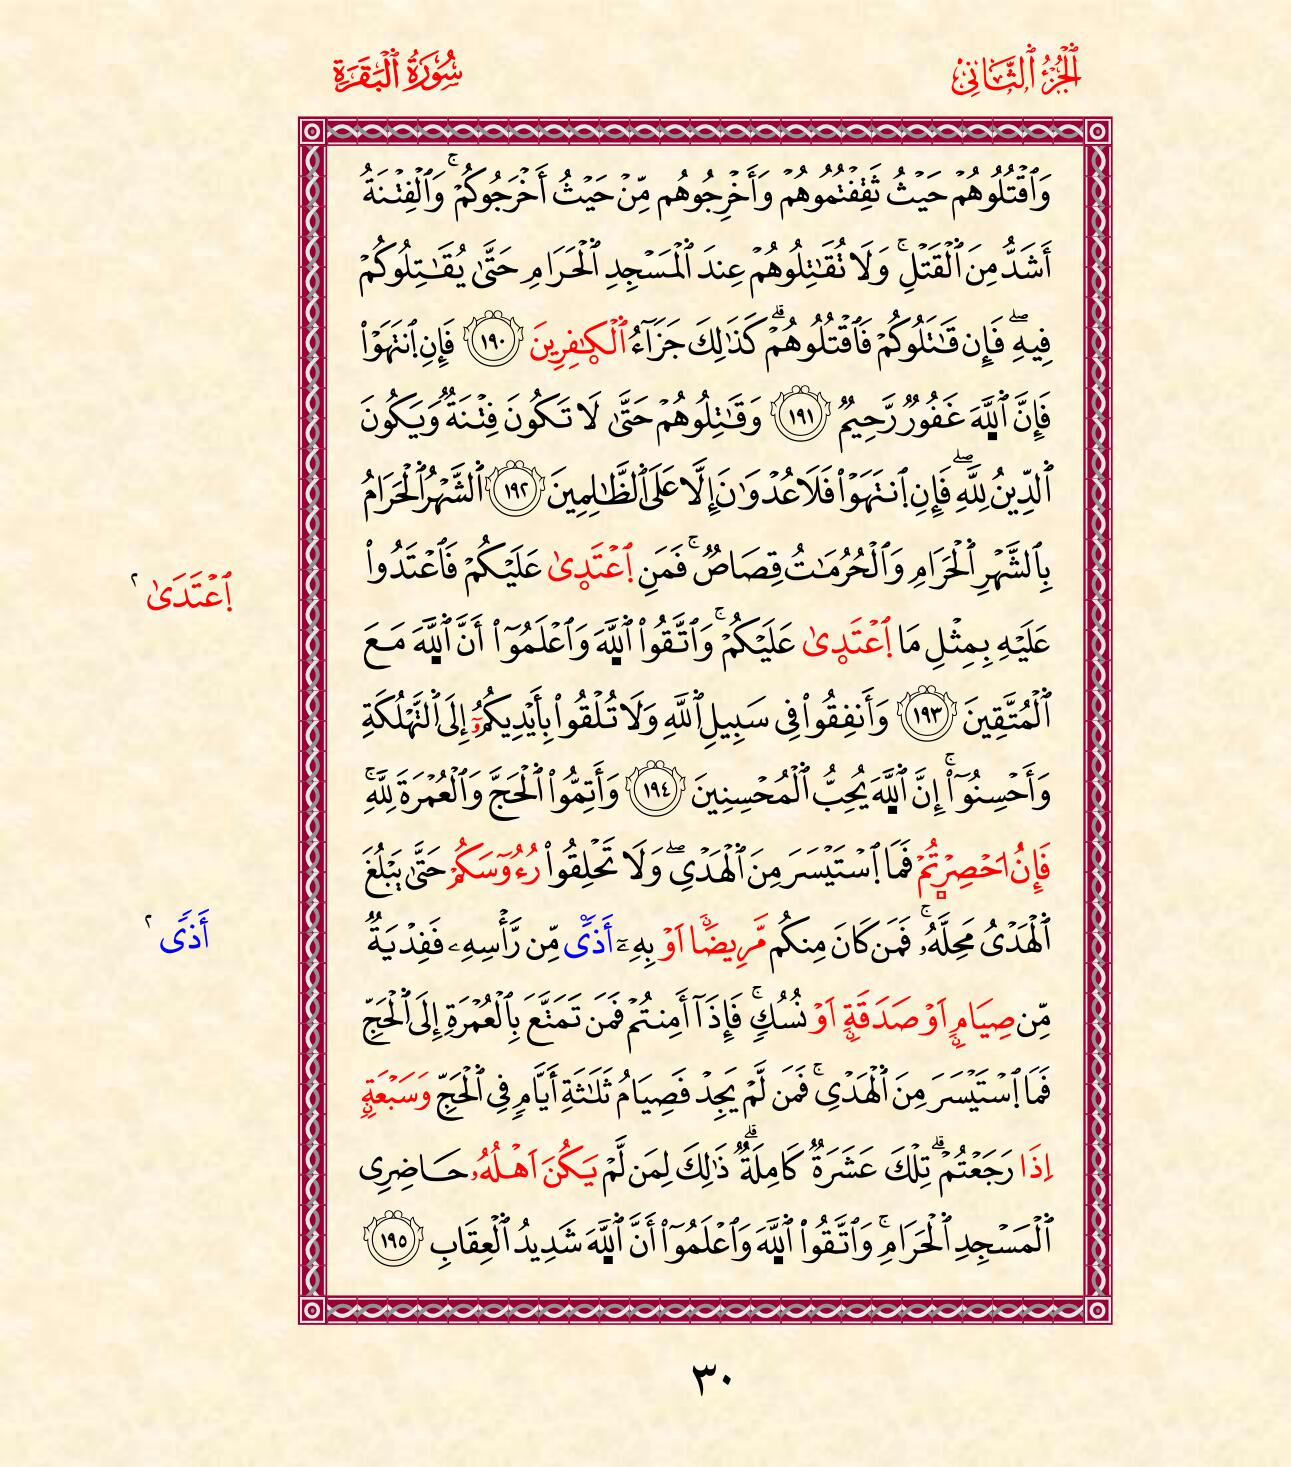 الجزء الثاني
سورة البقرة
وَٱقْتُلُوهُمْ حَيْثُ ثَقِفْتُمُوهُمْ وَأَخْرِجُوهُم مِّنْ حَيْثُ أَخْرَجُوكُمْ ۚ وَٱلْفِتْنَةُ
أَشَدُّ مِنَ ٱلْقَتْلِ ۚ وَلَا تُقَٰتِلُوهُمْ عِندَ ٱلْمَسْجِدِ ٱلْحَرَامِ حَتَّىٰ يُقَٰتِلُوكُمْ
فِيهِ ۖ فَإِن قَٰتَلُوكُمْ فَٱقْتُلُوهُمْ ۗ كَذَٰلِكَ جَزَآءُ ٱلْكَٰفِرِينَ ١٩٠ فَإِنِ ٱنتَهَوْا۟
فَإِنَّ ٱللَّهَ غَفُورٌ رَّحِيمٌ ١٩١ وَقَٰتِلُوهُمْ حَتَّىٰ لَا تَكُونَ فِتْنَةٌ وَيَكُونَ
ٱلدِّينُ لِلَّهِ ۖ فَإِنِ ٱنتَهَوْا۟ فَلَا عُدْوَٰنَ إِلَّا عَلَى ٱلظَّٰلِمِينَ ١٩٢ ٱلشَّهْرُ ٱلْحَرَامُ
بِٱلشَّهْرِ ٱلْحَرَامِ وَٱلْحُرُمَٰتُ قِصَاصٌ ۚ فَمَنِ ٱعْتَدٜىٰ عَلَيْكُمْ فَٱعْتَدُوا۟
ٱعْتَدَىٰ ٢
عَلَيْهِ بِمِثْلِ مَا ٱعْتَدٜىٰ عَلَيْكُمْ ۚ وَٱتَّقُوا۟ ٱللَّهَ وَٱعْلَمُوٓا۟ أَنَّ ٱللَّهَ مَعَ
ٱلْمُتَّقِينَ ١٩٣ وَأَنفِقُوا۟ فِى سَبِيلِ ٱللَّهِ وَلَا تُلْقُوا۟ بِأَيْدِيكُمُۥٓ إِلَى ٱلتَّهْلُكَةِ
وَأَحْسِنُوٓا۟ ۚ إِنَّ ٱللَّهَ يُحِبُّ ٱلْمُحْسِنِينَ ١٩٤ وَأَتِمُّوا۟ ٱلْحَجَّ وَٱلْعُمْرَةَ لِلَّهِ ۚ
فَإِنُ ا۟حْصِرْتُمْ فَمَا ٱسْتَيْسَرَ مِنَ ٱلْهَدْىِ ۖ وَلَا تَحْلِقُوا۟ رُءُوسَكُمْ حَتَّىٰ يَبْلُغَ
ٱلْهَدْىُ مَحِلَّهُۥ ۚ فَمَن كَانَ مِنكُم مَّرِيضًا اَوْ بِهِۦٓ أَذًى مِّن رَّأْسِهِۦ فَفِدْيَةٌ
أَذًى ٢
مِّن صِيَامٍ اَوْ صَدَقَةٍ اَوْ نُسُكٍ ۚ فَإِذَآ أَمِنتُمْ فَمَن تَمَتَّعَ بِٱلْعُمْرَةِ إِلَى ٱلْحَجِّ
فَمَا ٱسْتَيْسَرَ مِنَ ٱلْهَدْىِ ۚ فَمَن لَّمْ يَجِدْ فَصِيَامُ ثَلَٰثَةِ أَيَّامٍ فِى ٱلْحَجِّ وَسَبْعَةٍ
اِذَا رَجَعْتُمْ ۗ تِلْكَ عَشَرَةٌ كَامِلَةٌ ۗ ذَٰلِكَ لِمَن لَّمْ يَكُنَ اَهْلُهُۥ حَاضِرِى
ٱلْمَسْجِدِ ٱلْحَرَامِ ۚ وَٱتَّقُوا۟ ٱللَّهَ وَٱعْلَمُوٓا۟ أَنَّ ٱللَّهَ شَدِيدُ ٱلْعِقَابِ ١٩٥
٣٠